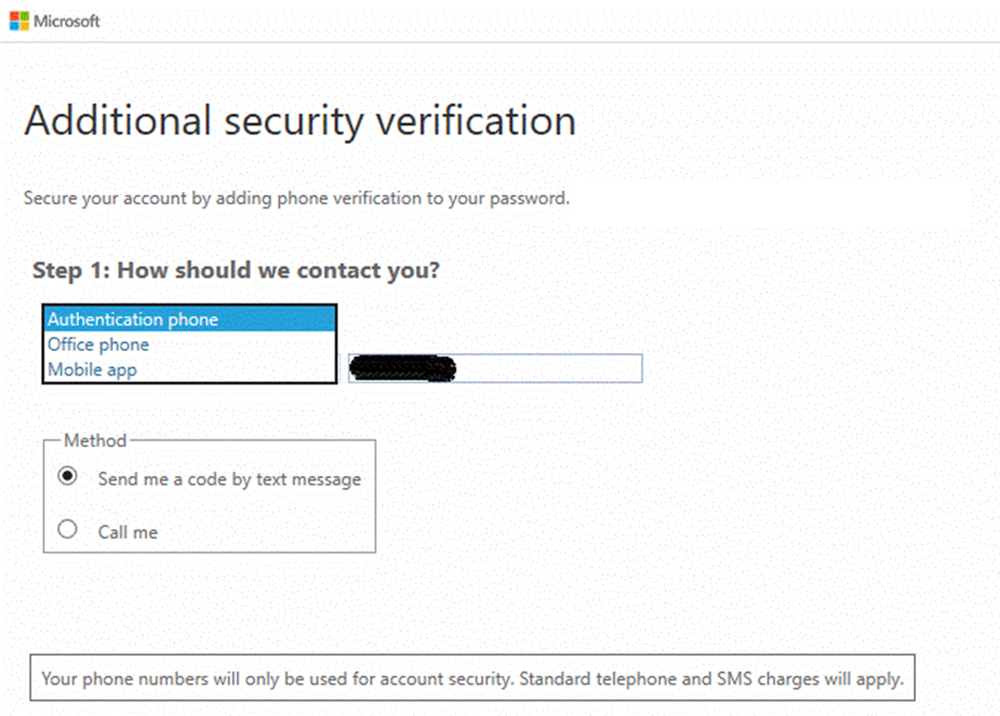 Microsoft
Additional security verification
Secure your account by adding phone verification to your password.
Step 1: How should we contact you?
Authentication phone
Office phone
Mobile app
Method
Send me a code by text message
Call me
Your phone numbers will only be used for account security. Standard telephone and SMS charges will apply.